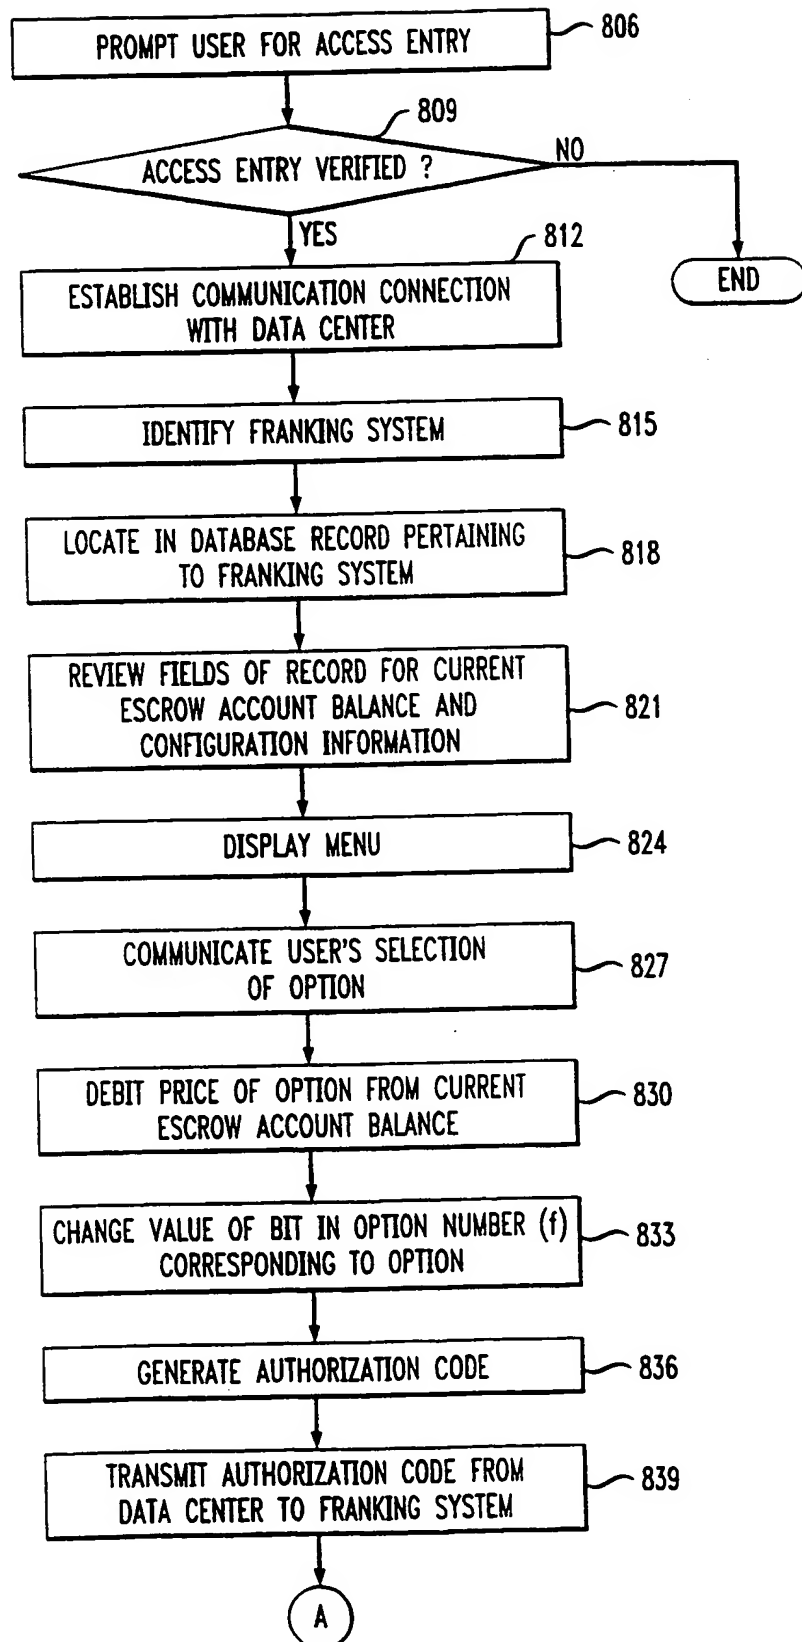 PROMPT USER FOR ACCESS ENTRY
806
809
ACCESS ENTRY VERIFIED ?
NO
YES
END
812
ESTABLISH COMMUNICATION CONNECTION
WITH DATA CENTER
IDENTIFY FRANKING SYSTEM
815
LOCATE IN DATABASE RECORD PERTAINING
TO FRANKING SYSTEM
818
REVIEW FIELDS OF RECORD FOR CURRENT
ESCROW ACCOUNT BALANCE AND
CONFIGURATION INFORMATION
821
DISPLAY MENU
824
COMMUNICATE USER'S SELECTION
OF OPTION
827
DEBIT PRICE OF OPTION FROM CURRENT
ESCROW ACCOUNT BALANCE
830
CHANGE VALUE OF BIT IN OPTION NUMBER (f)
CORRESPONDING TO OPTION
833
GENERATE AUTHORIZATION CODE
836
TRANSMIT AUTHORIZATION CODE FROM
DATA CENTER TO FRANKING SYSTEM
839
A